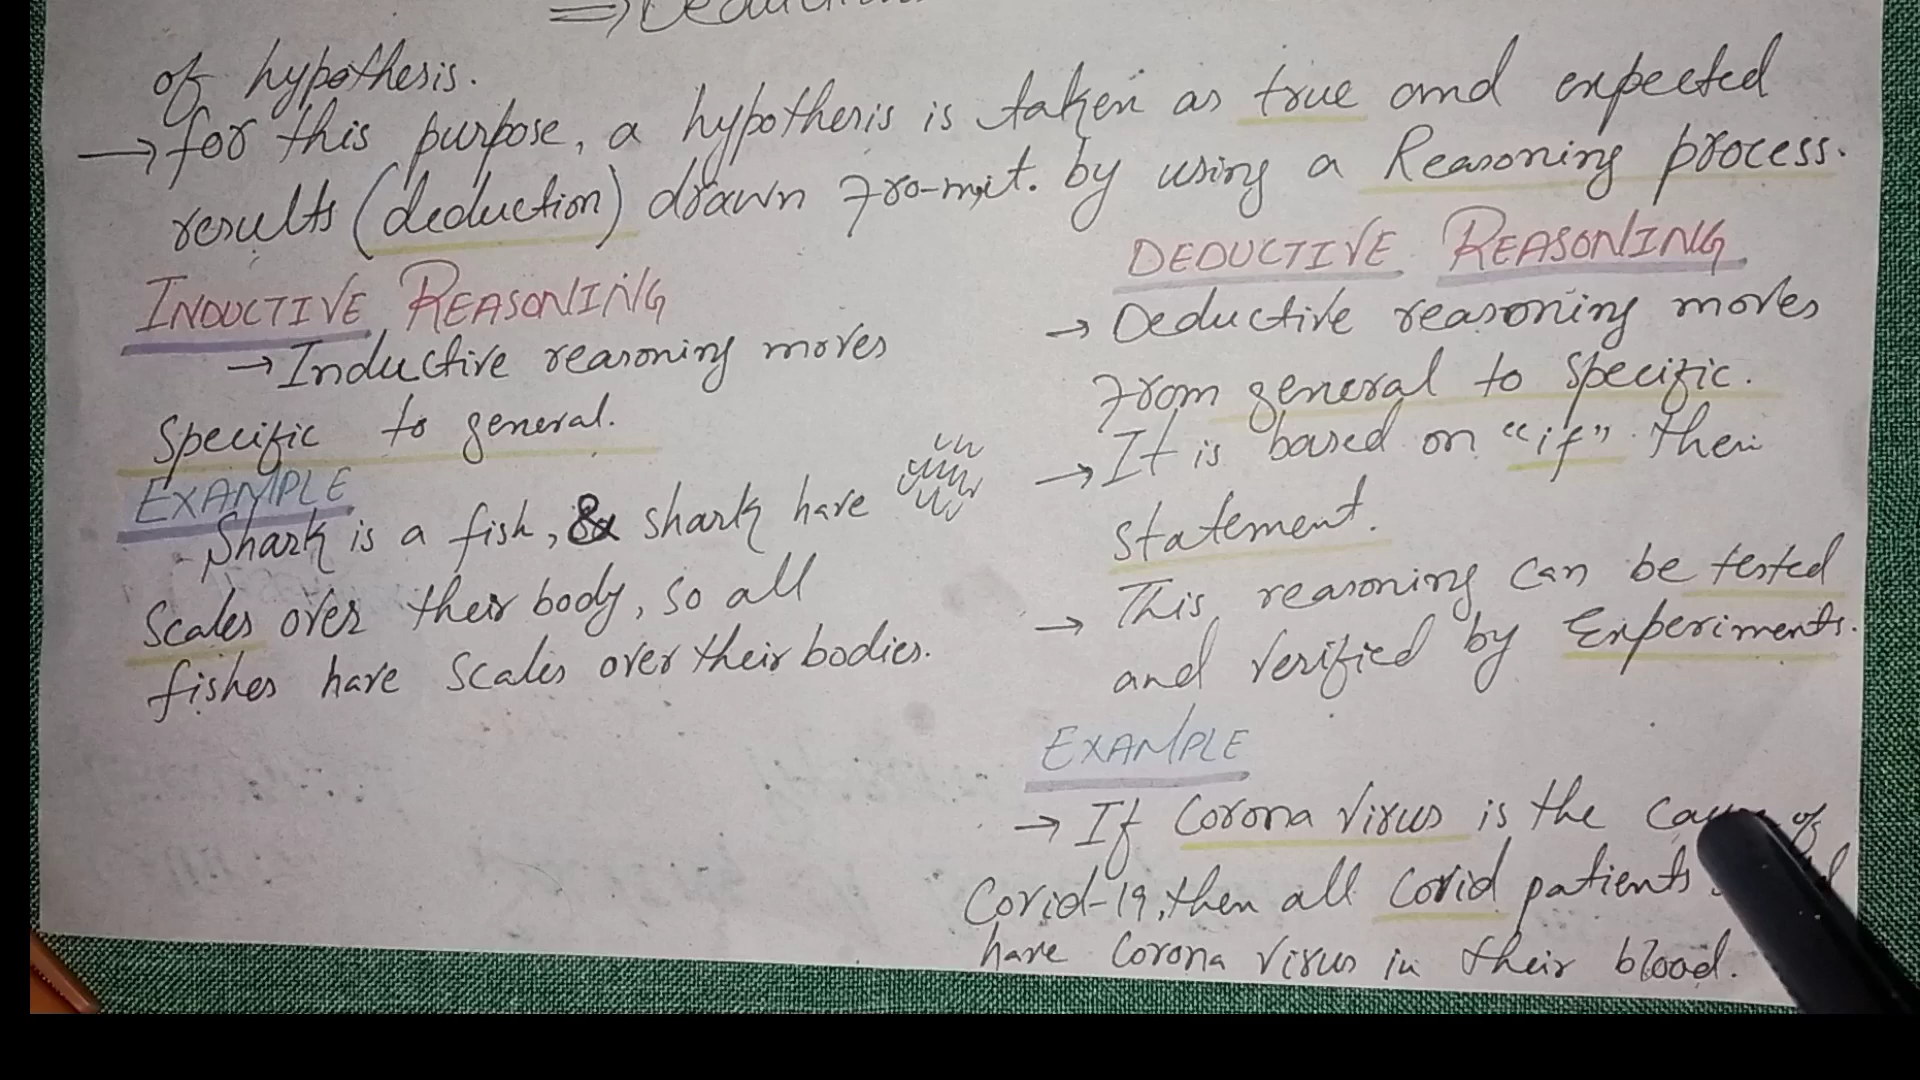 ⇒ Deduction
of hypothesis.
→ for this purpose, a hypothesis is taken as true and expected
results (deduction) drawn fro-m,it. by using a Reasoning process.
INDUCTIVE REASONING
→ Inductive reasoning moves
Specific to general.
EXAMPLE
Shark is a fish, & shark have
Scales over their body, so all
fishes have Scales over their bodies.
DEDUCTIVE REASONING
→ Deductive reasoning moves
From general to Specific.
→ It is based on "if" then
statement.
→ This reasoning can be tested
and verified by Experiments.
EXAMPLE
→ If Corona Virus is the of
Covid-19, then all Covid patients
have Corona Virus in their blood.